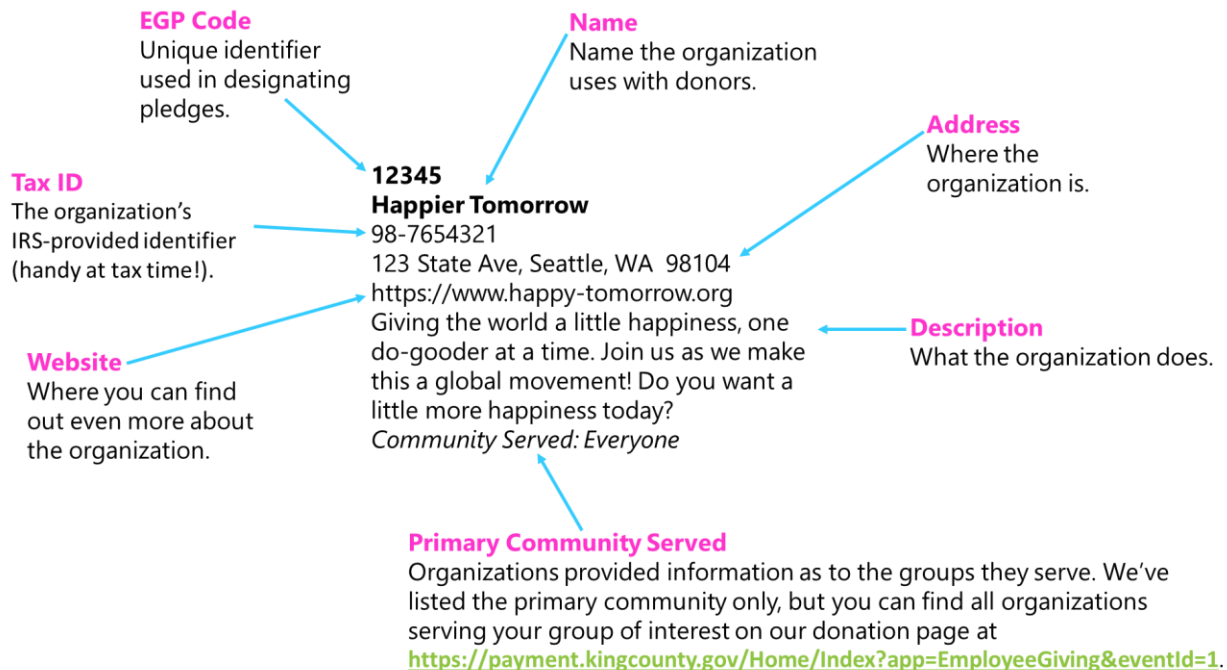 EGP Code
Unique identifier
used in designating
pledges.
Name
Name the organization
uses with donors.
Address
Where the
organization is.
Tax ID
The organization's
IRS-provided identifier
(handy at tax time!).
12345
Happier Tomorrow
98-7654321
123 State Ave, Seattle, WA  98104
https://www.happy-tomorrow.org
Giving the world a little happiness, one
do-gooder at a time. Join us as we make
this a global movement! Do you want a
little more happiness today?
Community Served: Everyone
Website
Where you can find
out even more about
the organization.
Description
What the organization does.
Primary Community Served
Organizations provided information as to the groups they serve. We've
listed the primary community only, but you can find all organizations
serving your group of interest on our donation page at
https://payment.kingcounty.gov/Home/Index?app=EmployeeGiving&eventId=1.